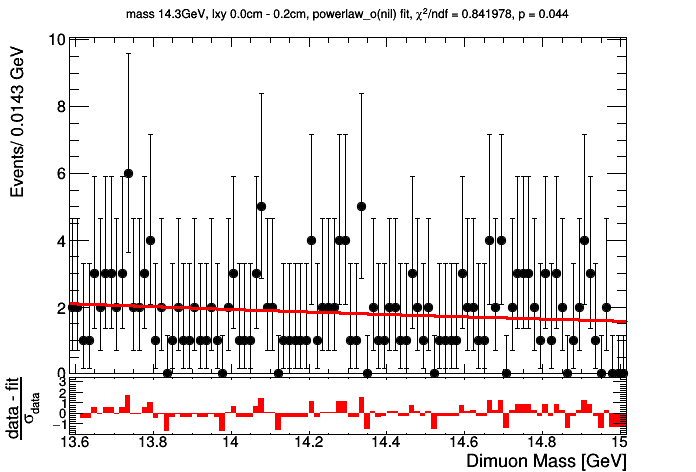 mass 14.3GeV, lxy 0.0cm - 0.2cm, powerlaw_o(nil) fit, χ²/ndf = 0.841978, p = 0.044
Events/ 0.0143 GeV
10
8
6
4
2
0
data - fit
σdata
3
2
1
0
−1
13.6 13.8 14 14.2 14.4 14.6 14.8 15
Dimuon Mass [GeV]